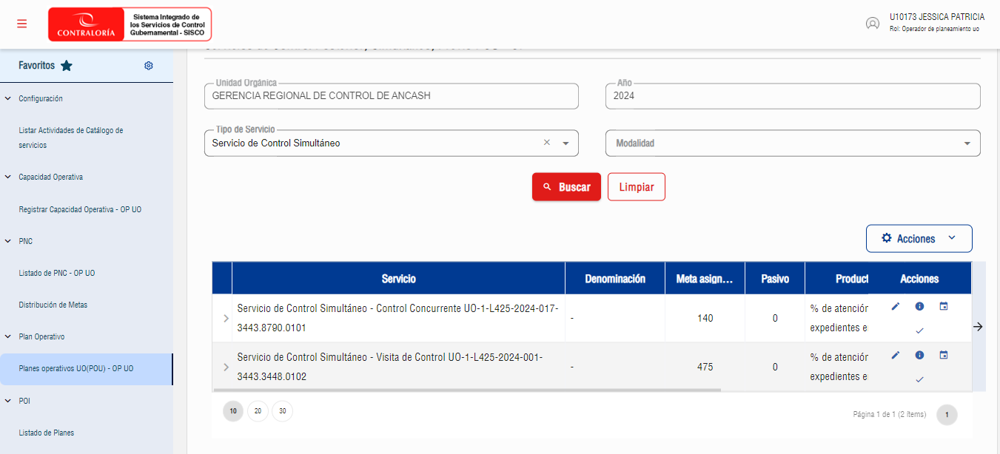 CONTRALORÍA
Sistema Integrado de
los Servicios de Control
Gubernamental - SISCO
U10173 JESSICA PATRICIA
Rol: Operador de planeamiento uo
Favoritos
Configuración
Listar Actividades de Catálogo de
servicios
Capacidad Operativa
Registrar Capacidad Operativa - OP UO
PNC
Listado de PNC - OP UO
Distribución de Metas
Plan Operativo
Planes operativos UO(POU) - OP UO
POI
Listado de Planes
Unidad Orgánica
GERENCIA REGIONAL DE CONTROL DE ANCASH
Año
2024
Tipo de Servicio
Servicio de Control Simultáneo
Modalidad
Buscar
Limpiar
Acciones
Servicio Denominación Meta asign... Pasivo Product Acciones
Servicio de Control Simultáneo - Control Concurrente UO-1-L425-2024-017-
3443.8790.0101
-
140
0
% de atención
expedientes e
Servicio de Control Simultáneo - Visita de Control UO-1-L425-2024-001-
3443.3448.0102
-
475
0
% de atención
expedientes e
10 20 30
Página 1 de 1 (2 ítems) 1